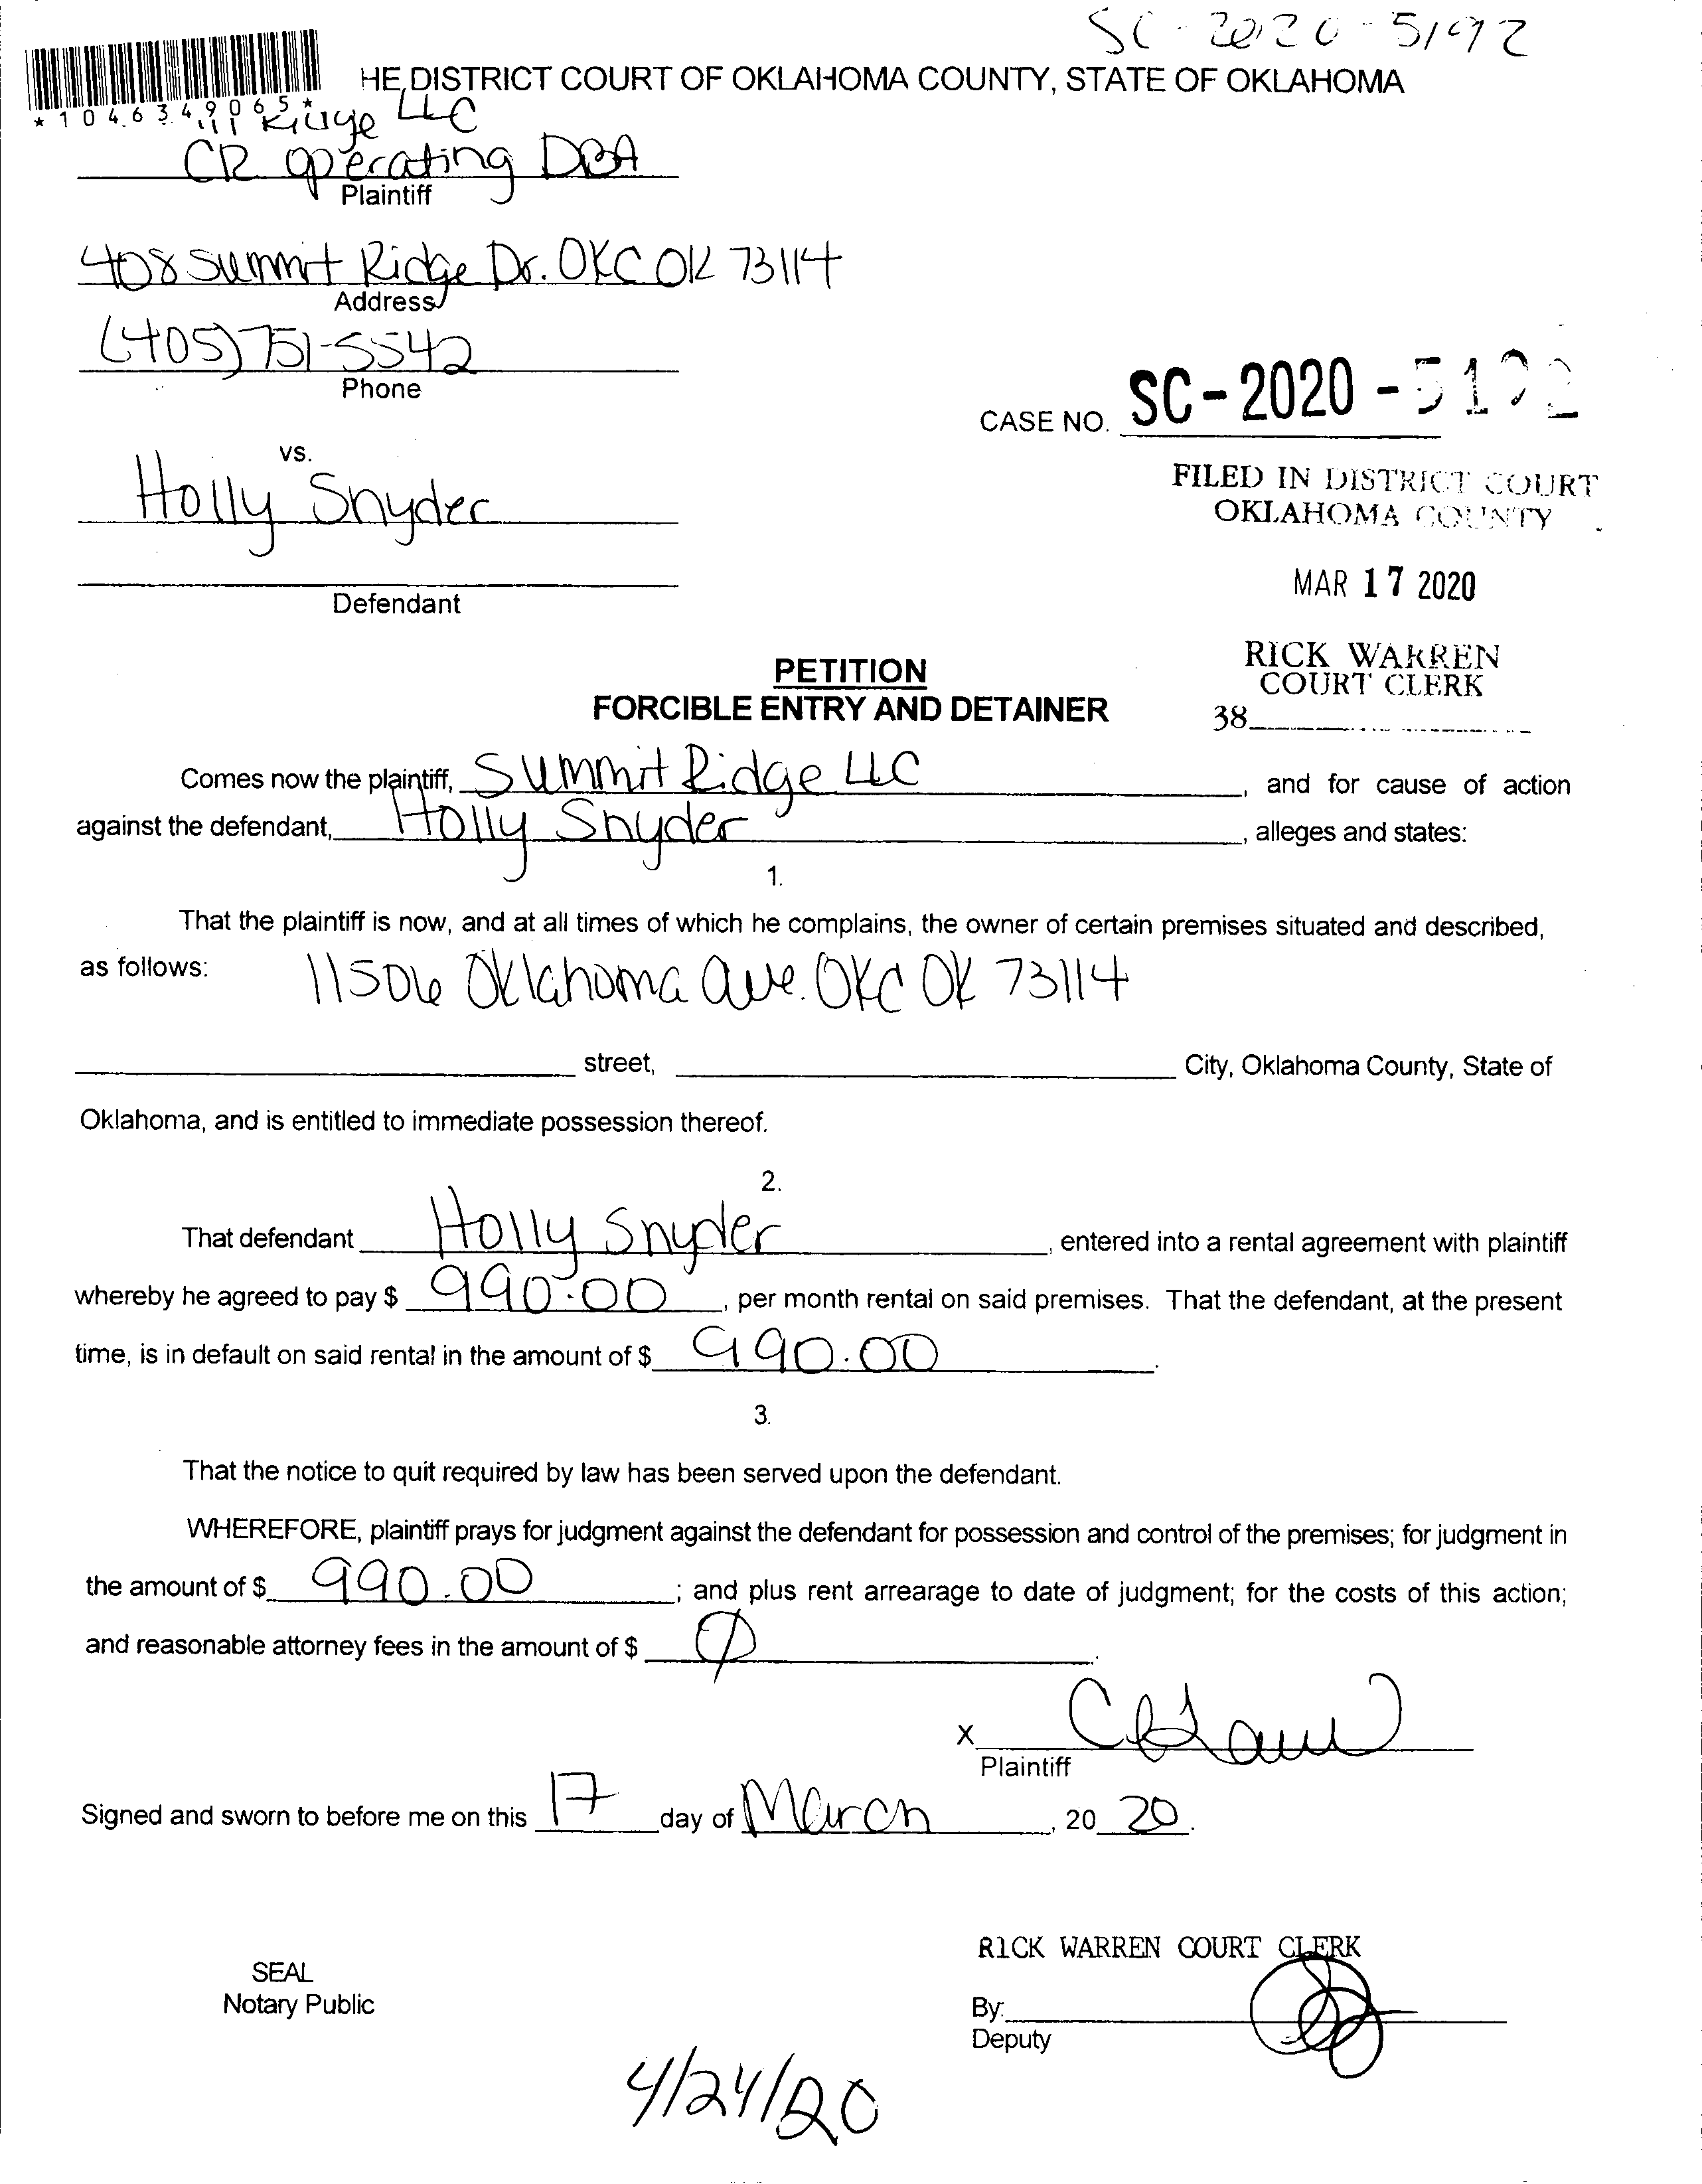 SC-2020-5192
HE DISTRICT COURT OF OKLAHOMA COUNTY, STATE OF OKLAHOMA
*1046349065*
LLC
CR operating DBA
Plaintiff
408 Summit Ridge Dr. OKC OK 73114
Address
(405) 751-5542
Phone
CASE NO. SC-2020-5192
vs.
Holly Snyder
Defendant
FILED IN DISTRICT COURT
OKLAHOMA COUNTY
MAR 17 2020
RICK WARREN
COURT CLERK
38
PETITION
FORCIBLE ENTRY AND DETAINER
Comes now the plaintiff, Summit Ridge LLC, and for cause of action
against the defendant, Holly Snyder, alleges and states:
1.
That the plaintiff is now, and at all times of which he complains, the owner of certain premises situated and described,
as follows: 11506 Oklahoma Ave. OKC OK 73114
street, City, Oklahoma County, State of
Oklahoma, and is entitled to immediate possession thereof.
2.
That defendant Holly Snyder, entered into a rental agreement with plaintiff
whereby he agreed to pay $ 990.00, per month rental on said premises. That the defendant, at the present
time, is in default on said rental in the amount of $ 990.00.
3.
That the notice to quit required by law has been served upon the defendant.
WHEREFORE, plaintiff prays for judgment against the defendant for possession and control of the premises; for judgment in
the amount of $ 990.00; and plus rent arrearage to date of judgment; for the costs of this action;
and reasonable attorney fees in the amount of $ Ø.
X
Plaintiff
Signed and sworn to before me on this 17 day of March, 20 20.
RICK WARREN COURT CLERK
SEAL
Notary Public
By:
Deputy
4/24/20